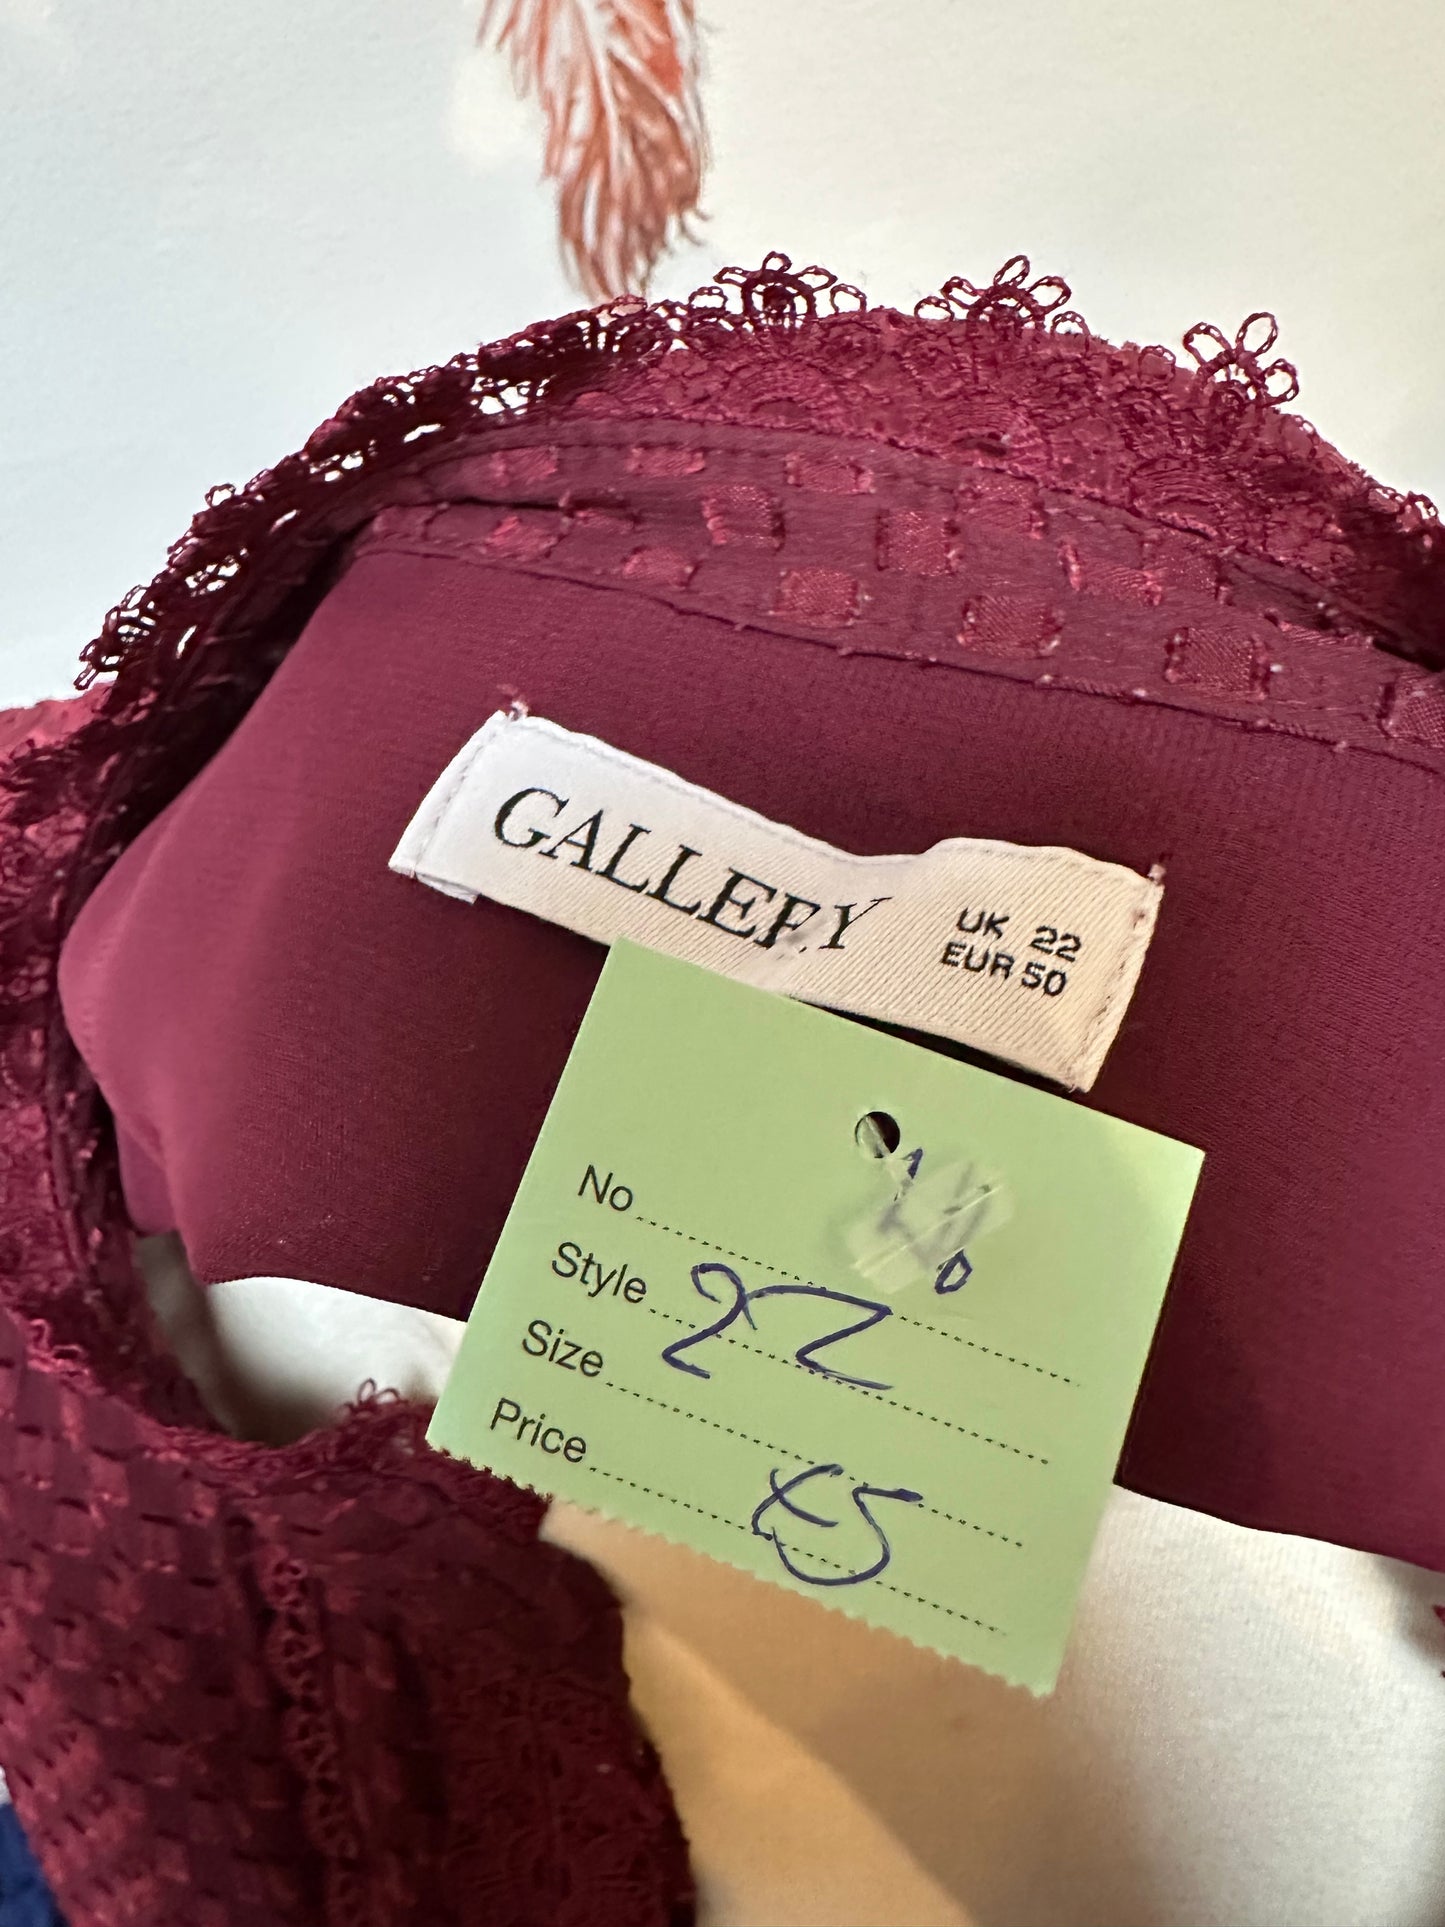 GALLERY
UK 22
EUR 50
No
Style
22
Size
Price
£5